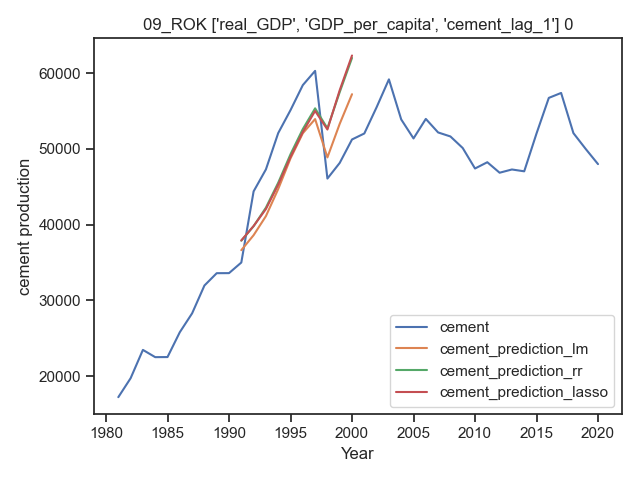 09_ROK ['real_GDP', 'GDP_per_capita', 'cement_lag_1'] 0
cement production
60000
50000
40000
30000
20000
1980 1985 1990 1995 2000 2005 2010 2015 2020
Year
cement
cement_prediction_lm
cement_prediction_rr
cement_prediction_lasso